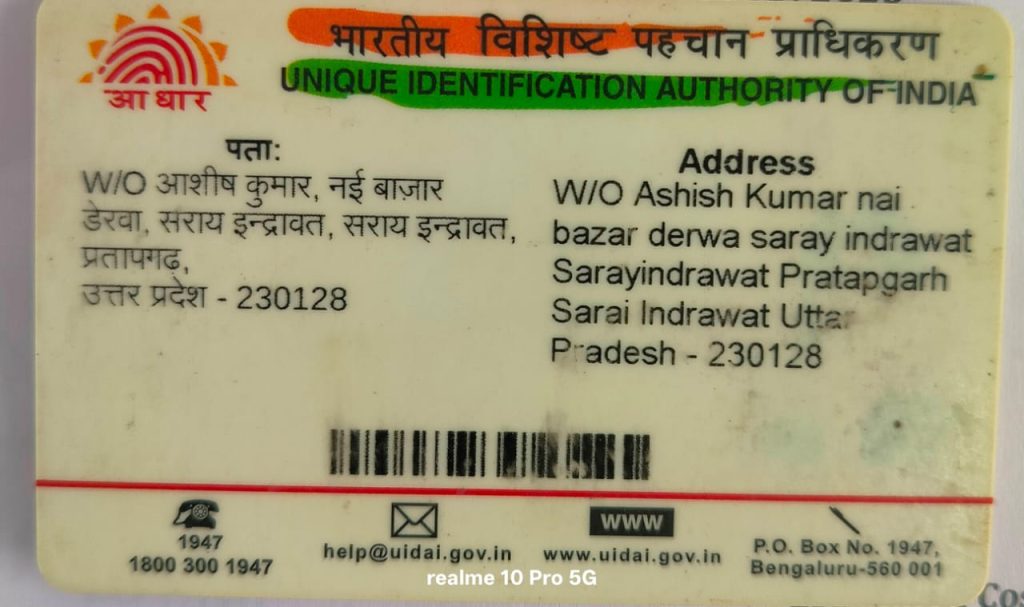 आधार
भारतीय विशिष्ट पहचान प्राधिकरण
UNIQUE IDENTIFICATION AUTHORITY OF INDIA
पता:
W/O आशीष कुमार, नई बाज़ार
डेरवा, सराय इन्द्रावत, सराय इन्द्रावत,
प्रतापगढ़,
उत्तर प्रदेश - 230128
Address
W/O Ashish Kumar nai
bazar derwa saray indrawat
Sarayindrawat Pratapgarh
Sarai Indrawat Uttar
Pradesh - 230128
1947
1800 300 1947
help@uidai.gov.in
www
www.uidai.gov.in
P.O. Box No. 1947,
Bengaluru-560 001
realme 10 Pro 5G